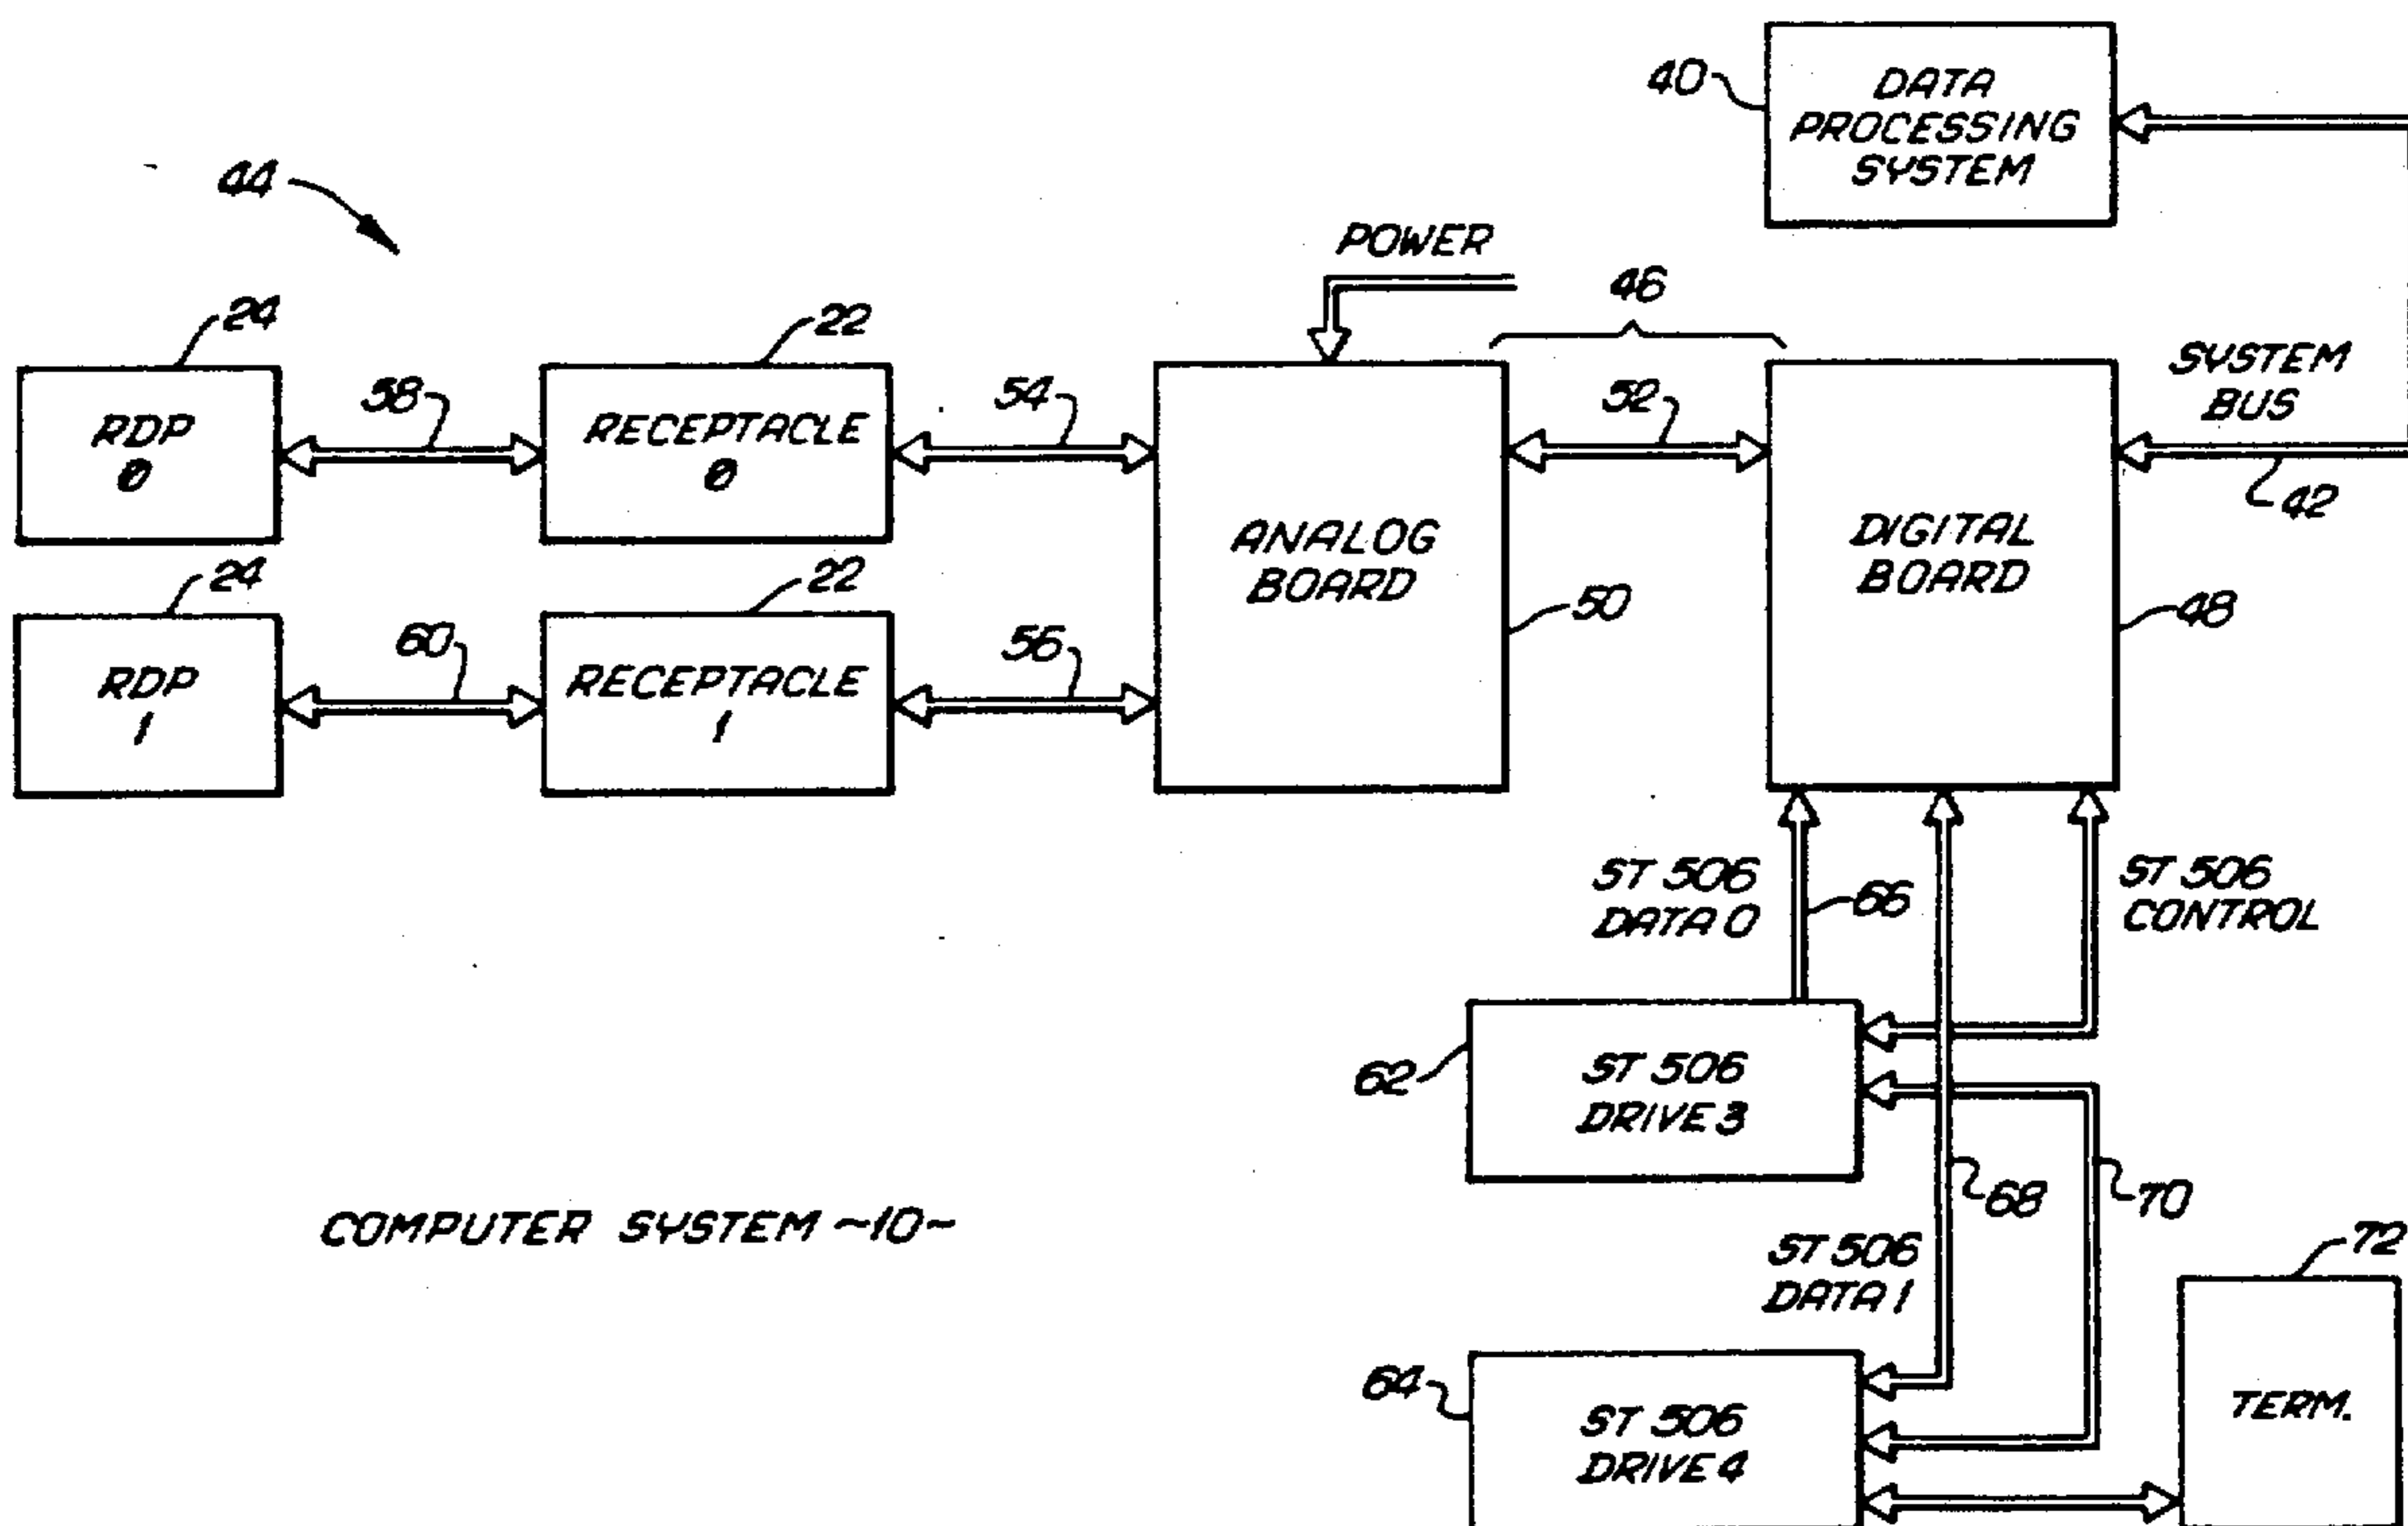 40
DATA
PROCESSING
SYSTEM
44
POWER
46
24
22
SYSTEM
BUS
58
54
52
RDP
0
RECEPTACLE
0
42
ANALOG
BOARD
DIGITAL
BOARD
24
22
50
48
60
56
RDP
1
RECEPTACLE
1
ST 506
DATA 0
66
ST 506
CONTROL
62
ST 506
DRIVE 3
68
70
COMPUTER SYSTEM ~10~
ST 506
DATA 1
72
64
ST 506
DRIVE 4
TERM.